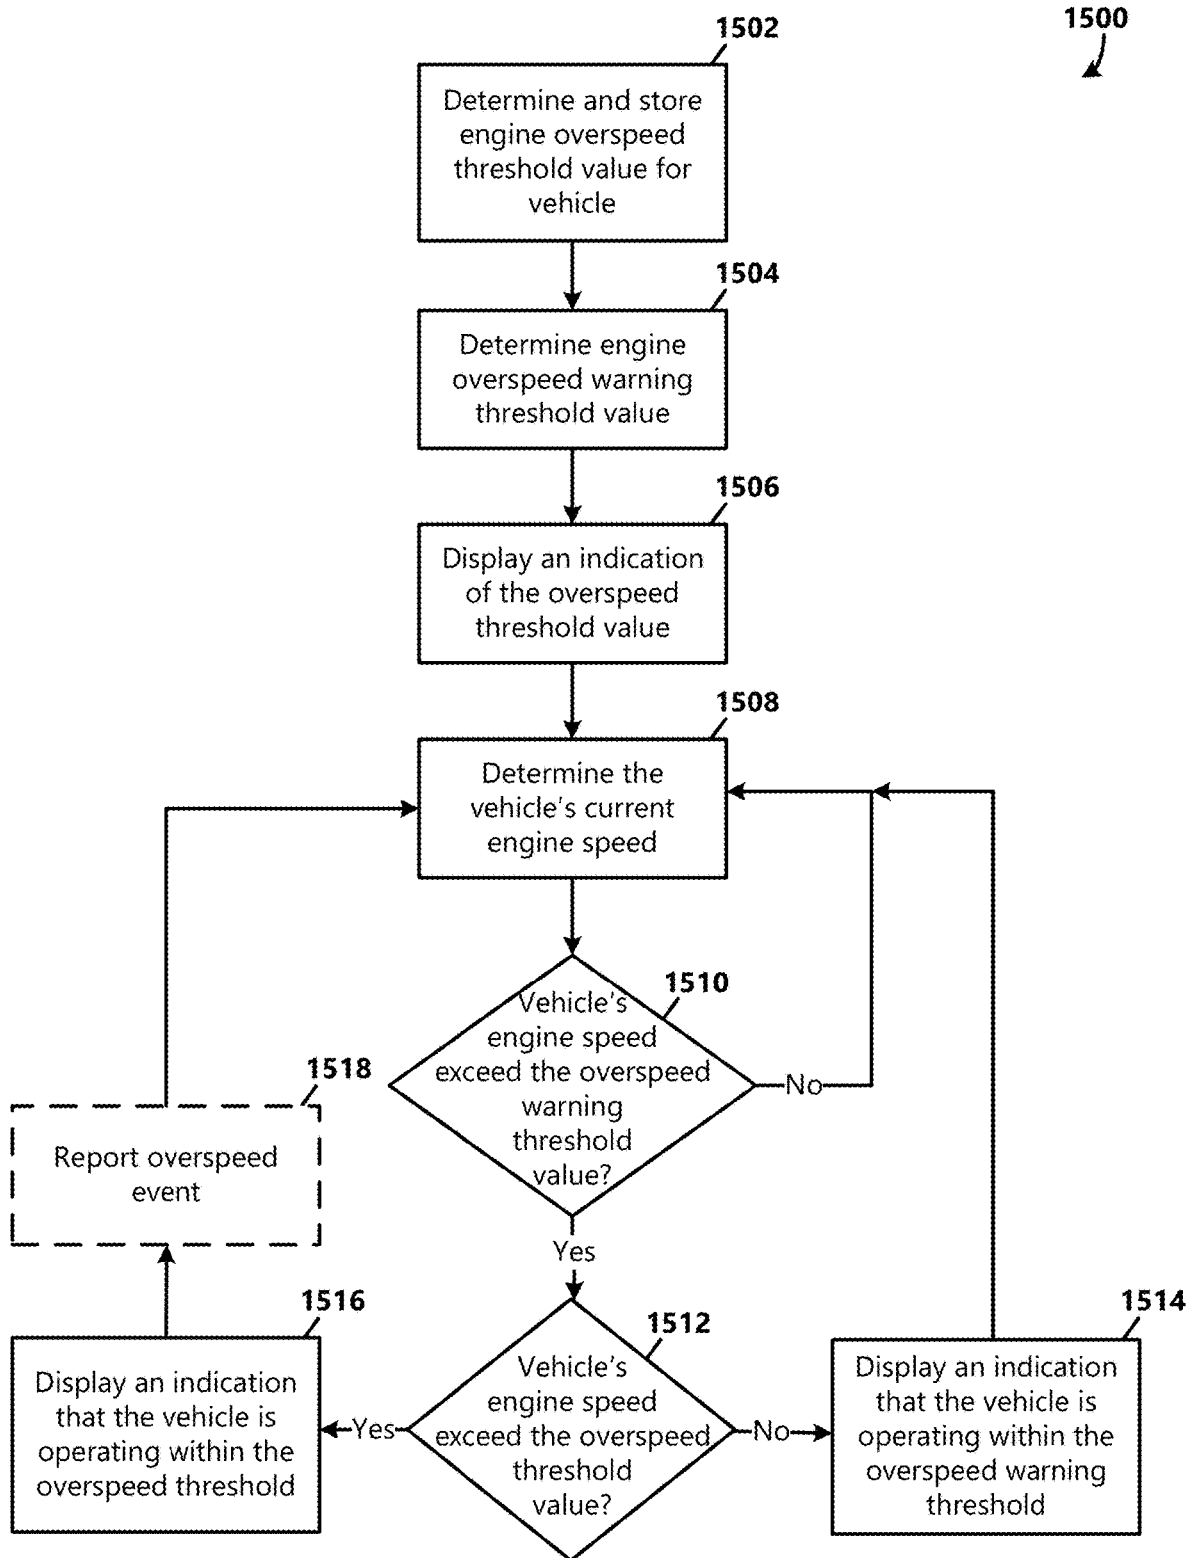 1500
1502
Determine and store
engine overspeed
threshold value for
vehicle
1504
Determine engine
overspeed warning
threshold value
1506
Display an indication
of the overspeed
threshold value
1508
Determine the
vehicle's current
engine speed
1510
Vehicle's
engine speed
exceed the overspeed
warning
threshold
value?
No
Yes
1518
Report overspeed
event
1516
Display an indication
that the vehicle is
operating within the
overspeed threshold
1512
Vehicle's
engine speed
exceed the overspeed
threshold
value?
Yes
No
1514
Display an indication
that the vehicle is
operating within the
overspeed warning
threshold